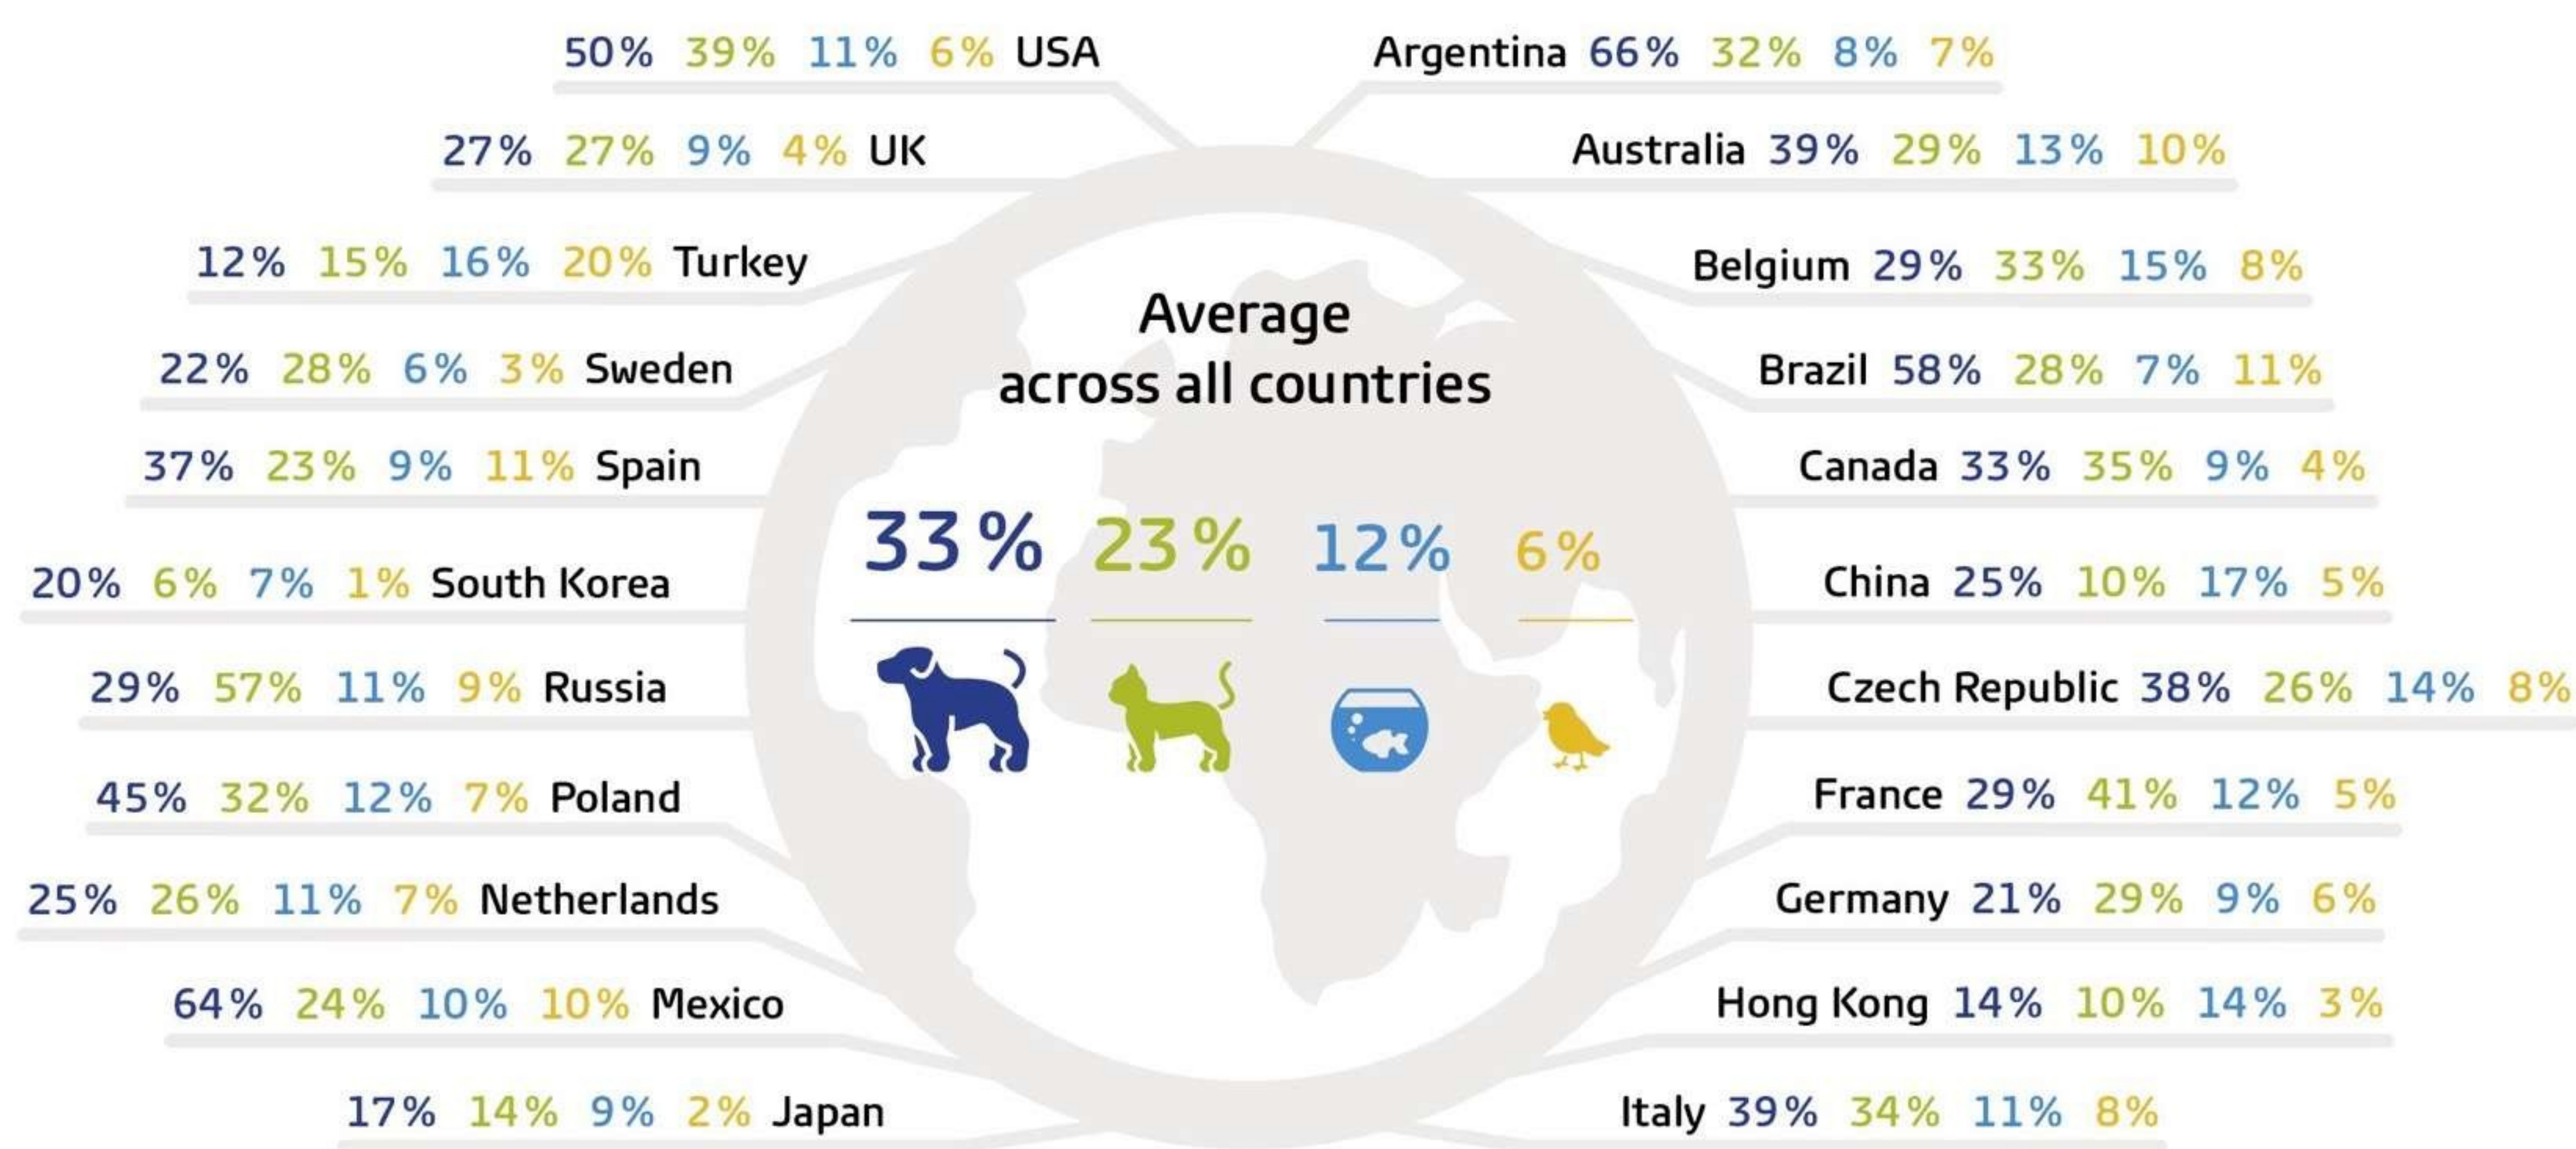 50% 39% 11% 6% USA
27% 27% 9% 4% UK
12% 15% 16% 20% Turkey
22% 28% 6% 3% Sweden
37% 23% 9% 11% Spain
20% 6% 7% 1% South Korea
29% 57% 11% 9% Russia
45% 32% 12% 7% Poland
25% 26% 11% 7% Netherlands
64% 24% 10% 10% Mexico
17% 14% 9% 2% Japan
Average
across all countries
33% 23% 12% 6%
Argentina 66% 32% 8% 7%
Australia 39% 29% 13% 10%
Belgium 29% 33% 15% 8%
Brazil 58% 28% 7% 11%
Canada 33% 35% 9% 4%
China 25% 10% 17% 5%
Czech Republic 38% 26% 14% 8%
France 29% 41% 12% 5%
Germany 21% 29% 9% 6%
Hong Kong 14% 10% 14% 3%
Italy 39% 34% 11% 8%